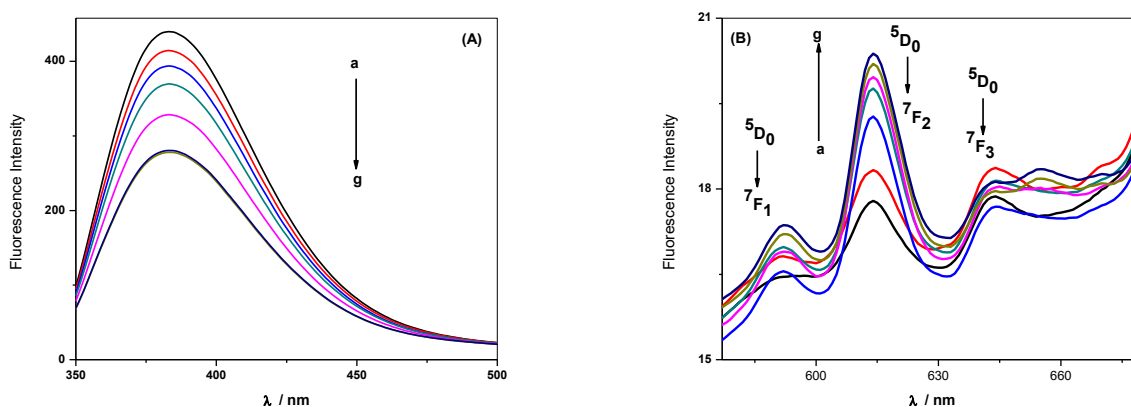 (A)
a
g
400
200
0
350
400
450
500
Fluorescence Intensity
λ / nm
(B)
g
a
⁵D₀
⁷F₁
⁵D₀
⁷F₂
⁵D₀
⁷F₃
21
18
15
600
630
660
Fluorescence Intensity
λ / nm